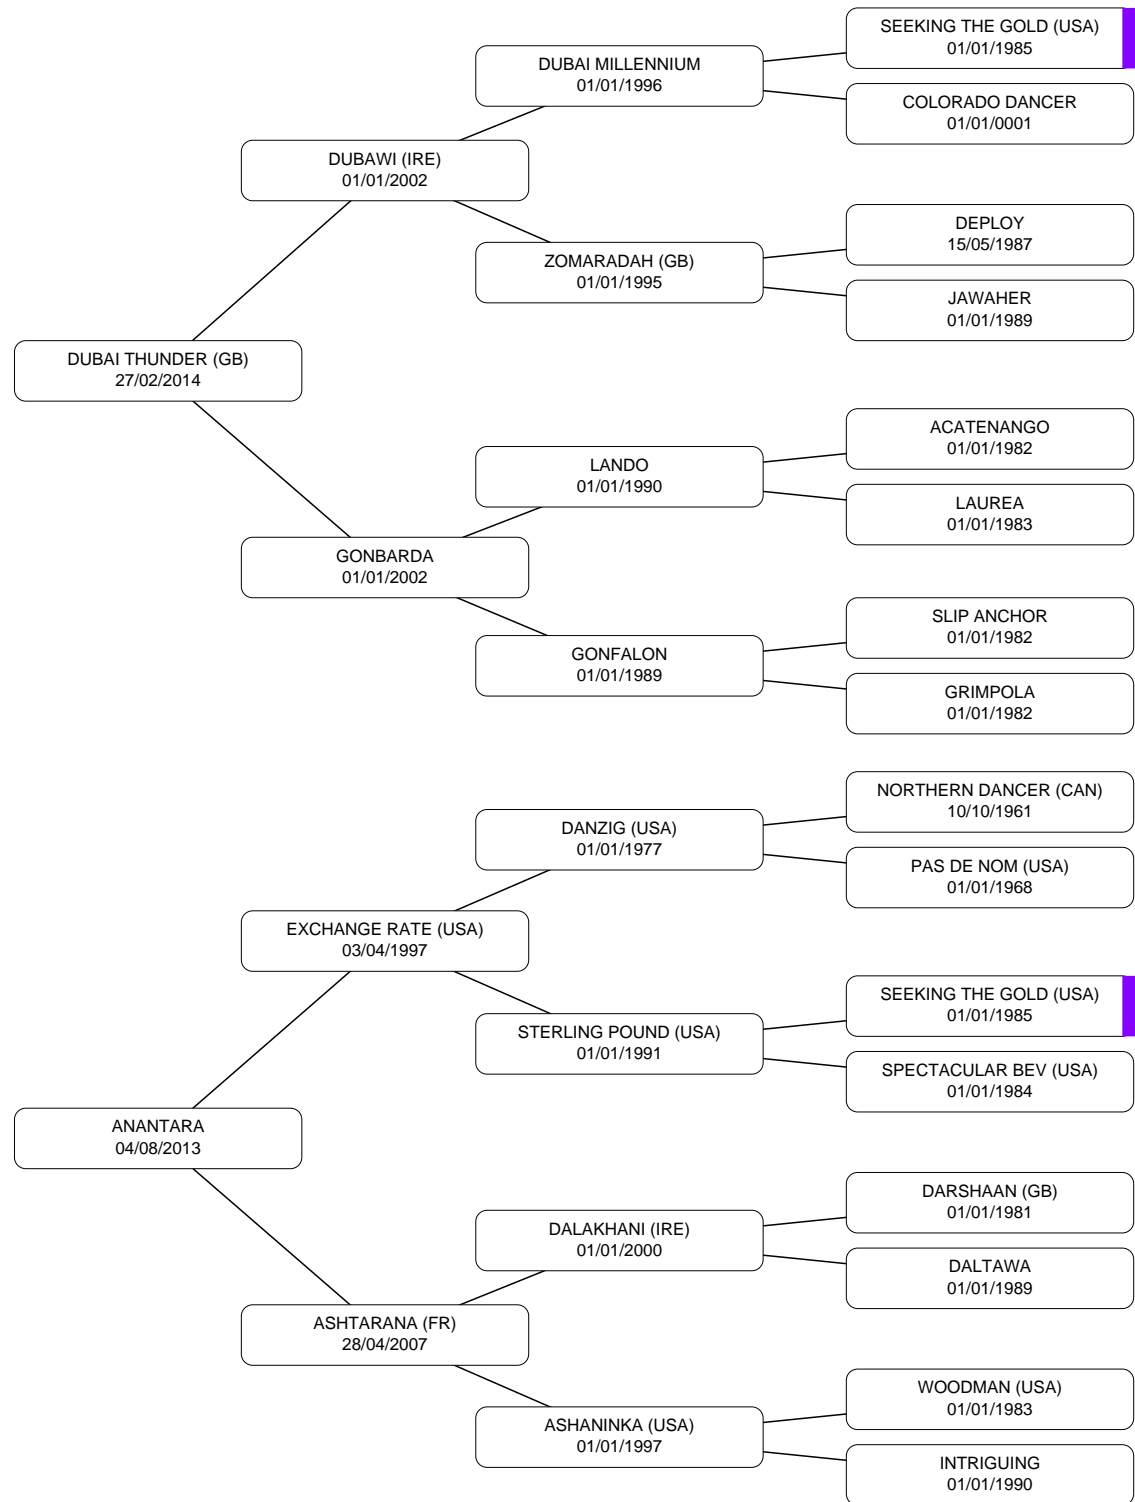 SEEKING THE GOLD (USA)
01/01/1985
DUBAI MILLENNIUM
01/01/1996
COLORADO DANCER
01/01/0001
DUBAWI (IRE)
01/01/2002
DEPLOY
15/05/1987
ZOMARADAH (GB)
01/01/1995
JAWAHER
01/01/1989
DUBAI THUNDER (GB)
27/02/2014
ACATENANGO
01/01/1982
LANDO
01/01/1990
LAUREA
01/01/1983
GONBARDA
01/01/2002
SLIP ANCHOR
01/01/1982
GONFALON
01/01/1989
GRIMPOLA
01/01/1982
NORTHERN DANCER (CAN)
10/10/1961
DANZIG (USA)
01/01/1977
PAS DE NOM (USA)
01/01/1968
EXCHANGE RATE (USA)
03/04/1997
SEEKING THE GOLD (USA)
01/01/1985
STERLING POUND (USA)
01/01/1991
SPECTACULAR BEV (USA)
01/01/1984
ANANTARA
04/08/2013
DARSHAAN (GB)
01/01/1981
DALAKHANI (IRE)
01/01/2000
DALTAWA
01/01/1989
ASHTARANA (FR)
28/04/2007
WOODMAN (USA)
01/01/1983
ASHANINKA (USA)
01/01/1997
INTRIGUING
01/01/1990